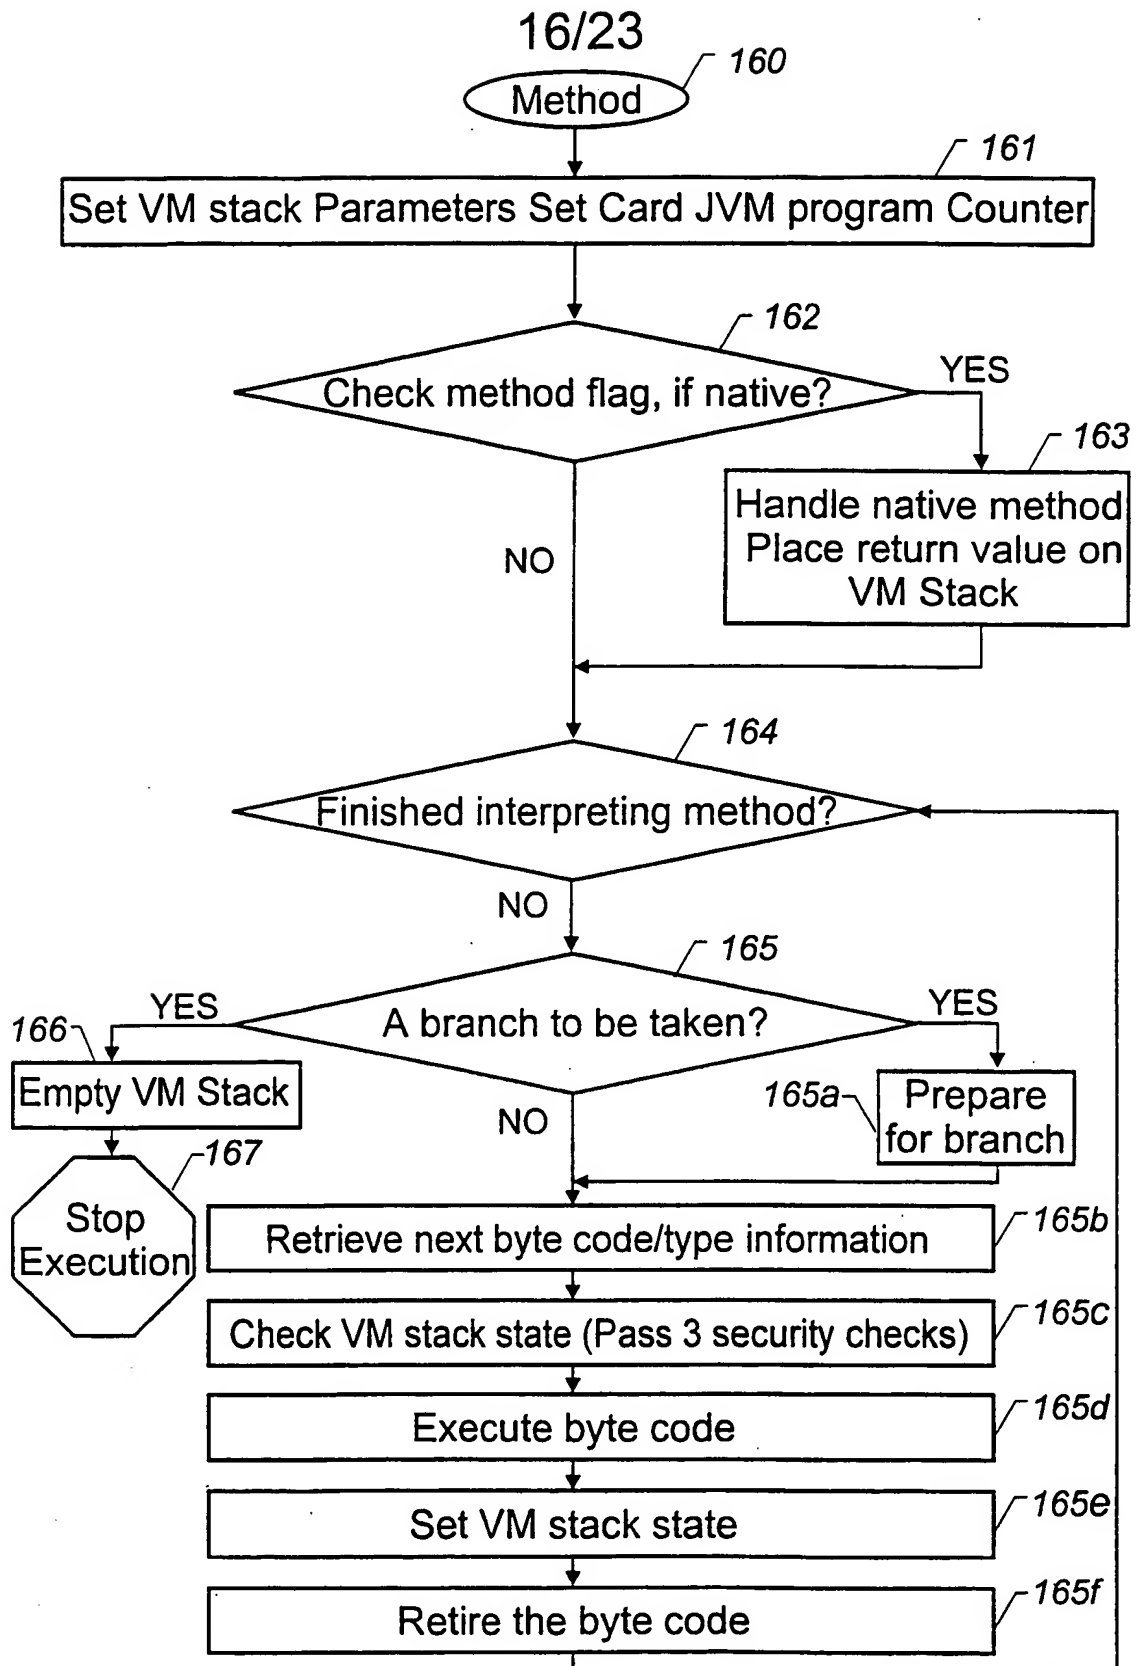 16/23
160
Method
161
Set VM stack Parameters Set Card JVM program Counter
162
Check method flag, if native?
YES
163
Handle native method
Place return value on
VM Stack
NO
164
Finished interpreting method?
NO
165
YES
YES
A branch to be taken?
166
Empty VM Stack
165a
Prepare
for branch
NO
167
Stop
Execution
165b
Retrieve next byte code/type information
165c
Check VM stack state (Pass 3 security checks)
165d
Execute byte code
165e
Set VM stack state
165f
Retire the byte code